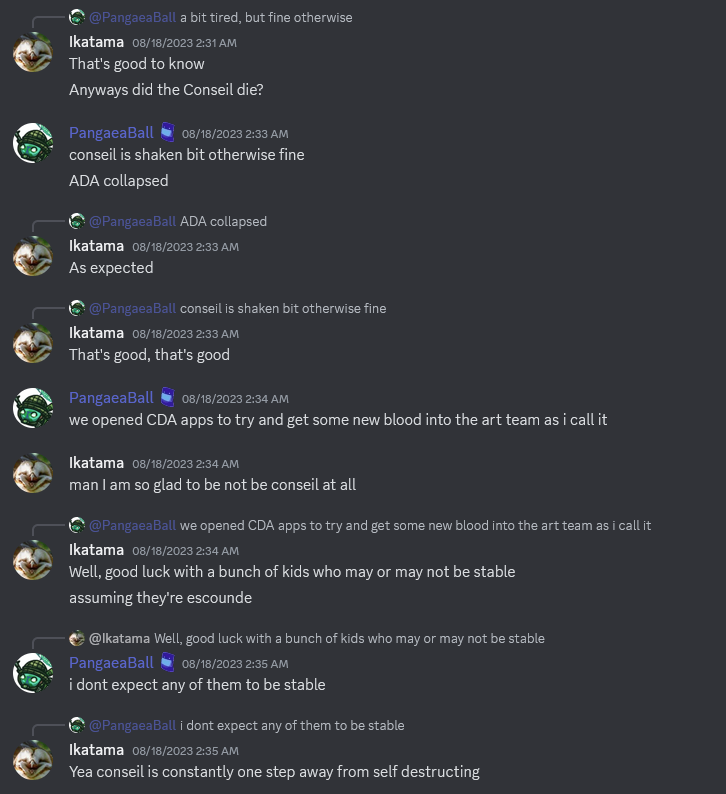 @PangaeaBall a bit tired, but fine otherwise
Ikatama 08/18/2023 2:31 AM
That's good to know
Anyways did the Conseil die?
PangaeaBall 08/18/2023 2:33 AM
conseil is shaken bit otherwise fine
ADA collapsed
@PangaeaBall ADA collapsed
Ikatama 08/18/2023 2:33 AM
As expected
@PangaeaBall conseil is shaken bit otherwise fine
Ikatama 08/18/2023 2:33 AM
That's good, that's good
PangaeaBall 08/18/2023 2:34 AM
we opened CDA apps to try and get some new blood into the art team as i call it
Ikatama 08/18/2023 2:34 AM
man I am so glad to be not be conseil at all
@PangaeaBall we opened CDA apps to try and get some new blood into the art team as i call it
Ikatama 08/18/2023 2:34 AM
Well, good luck with a bunch of kids who may or may not be stable
assuming they're escounde
@Ikatama Well, good luck with a bunch of kids who may or may not be stable
PangaeaBall 08/18/2023 2:35 AM
i dont expect any of them to be stable
@PangaeaBall i dont expect any of them to be stable
Ikatama 08/18/2023 2:35 AM
Yea conseil is constantly one step away from self destructing